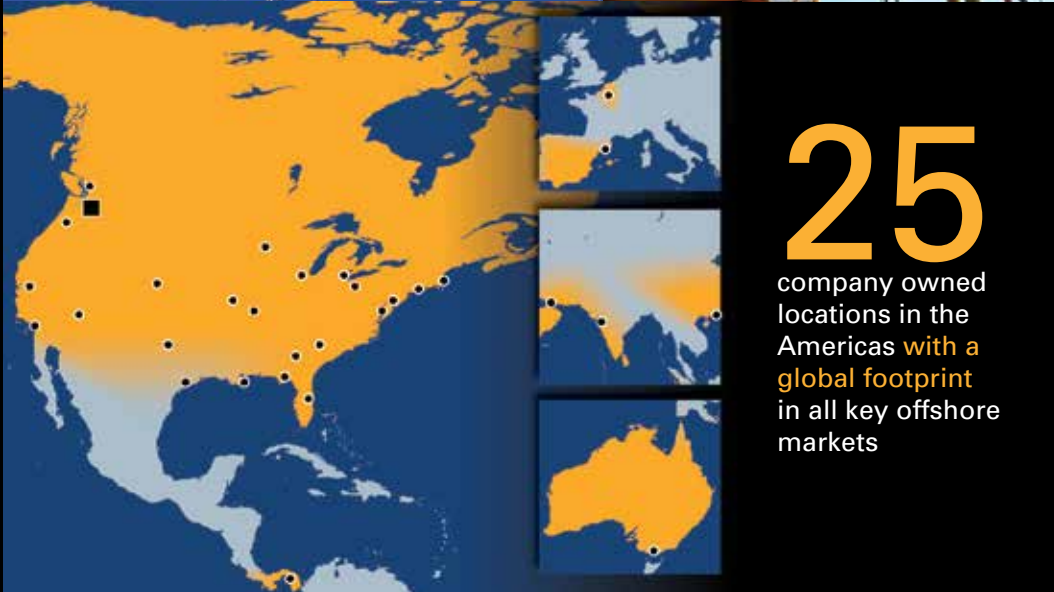 25
company owned
locations in the
Americas with a
global footprint
in all key offshore
markets